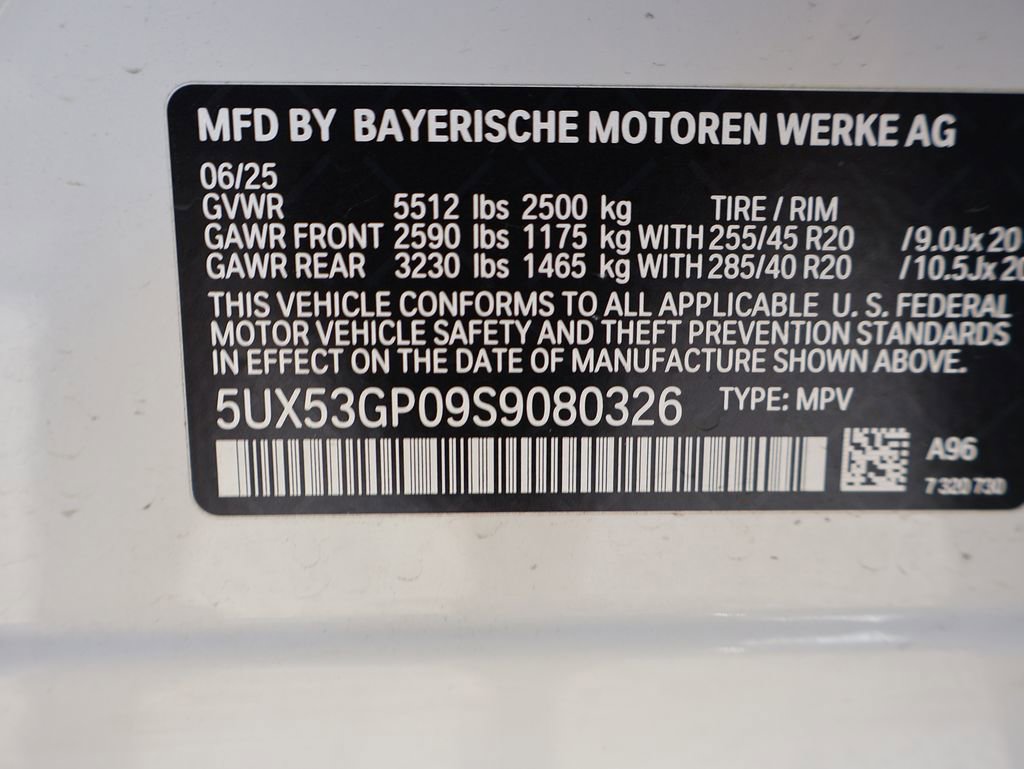 MFD BY BAYERISCHE MOTOREN WERKE AG
06/25
GVWR 5512 lbs 2500 kg TIRE / RIM
GAWR FRONT 2590 lbs 1175 kg WITH 255/45 R20 /9.0Jx20
GAWR REAR 3230 lbs 1465 kg WITH 285/40 R20 /10.5Jx20
THIS VEHICLE CONFORMS TO ALL APPLICABLE U. S. FEDERAL
MOTOR VEHICLE SAFETY AND THEFT PREVENTION STANDARDS
IN EFFECT ON THE DATE OF MANUFACTURE SHOWN ABOVE.
5UX53GP09S9080326 TYPE: MPV
A96
7 320 730